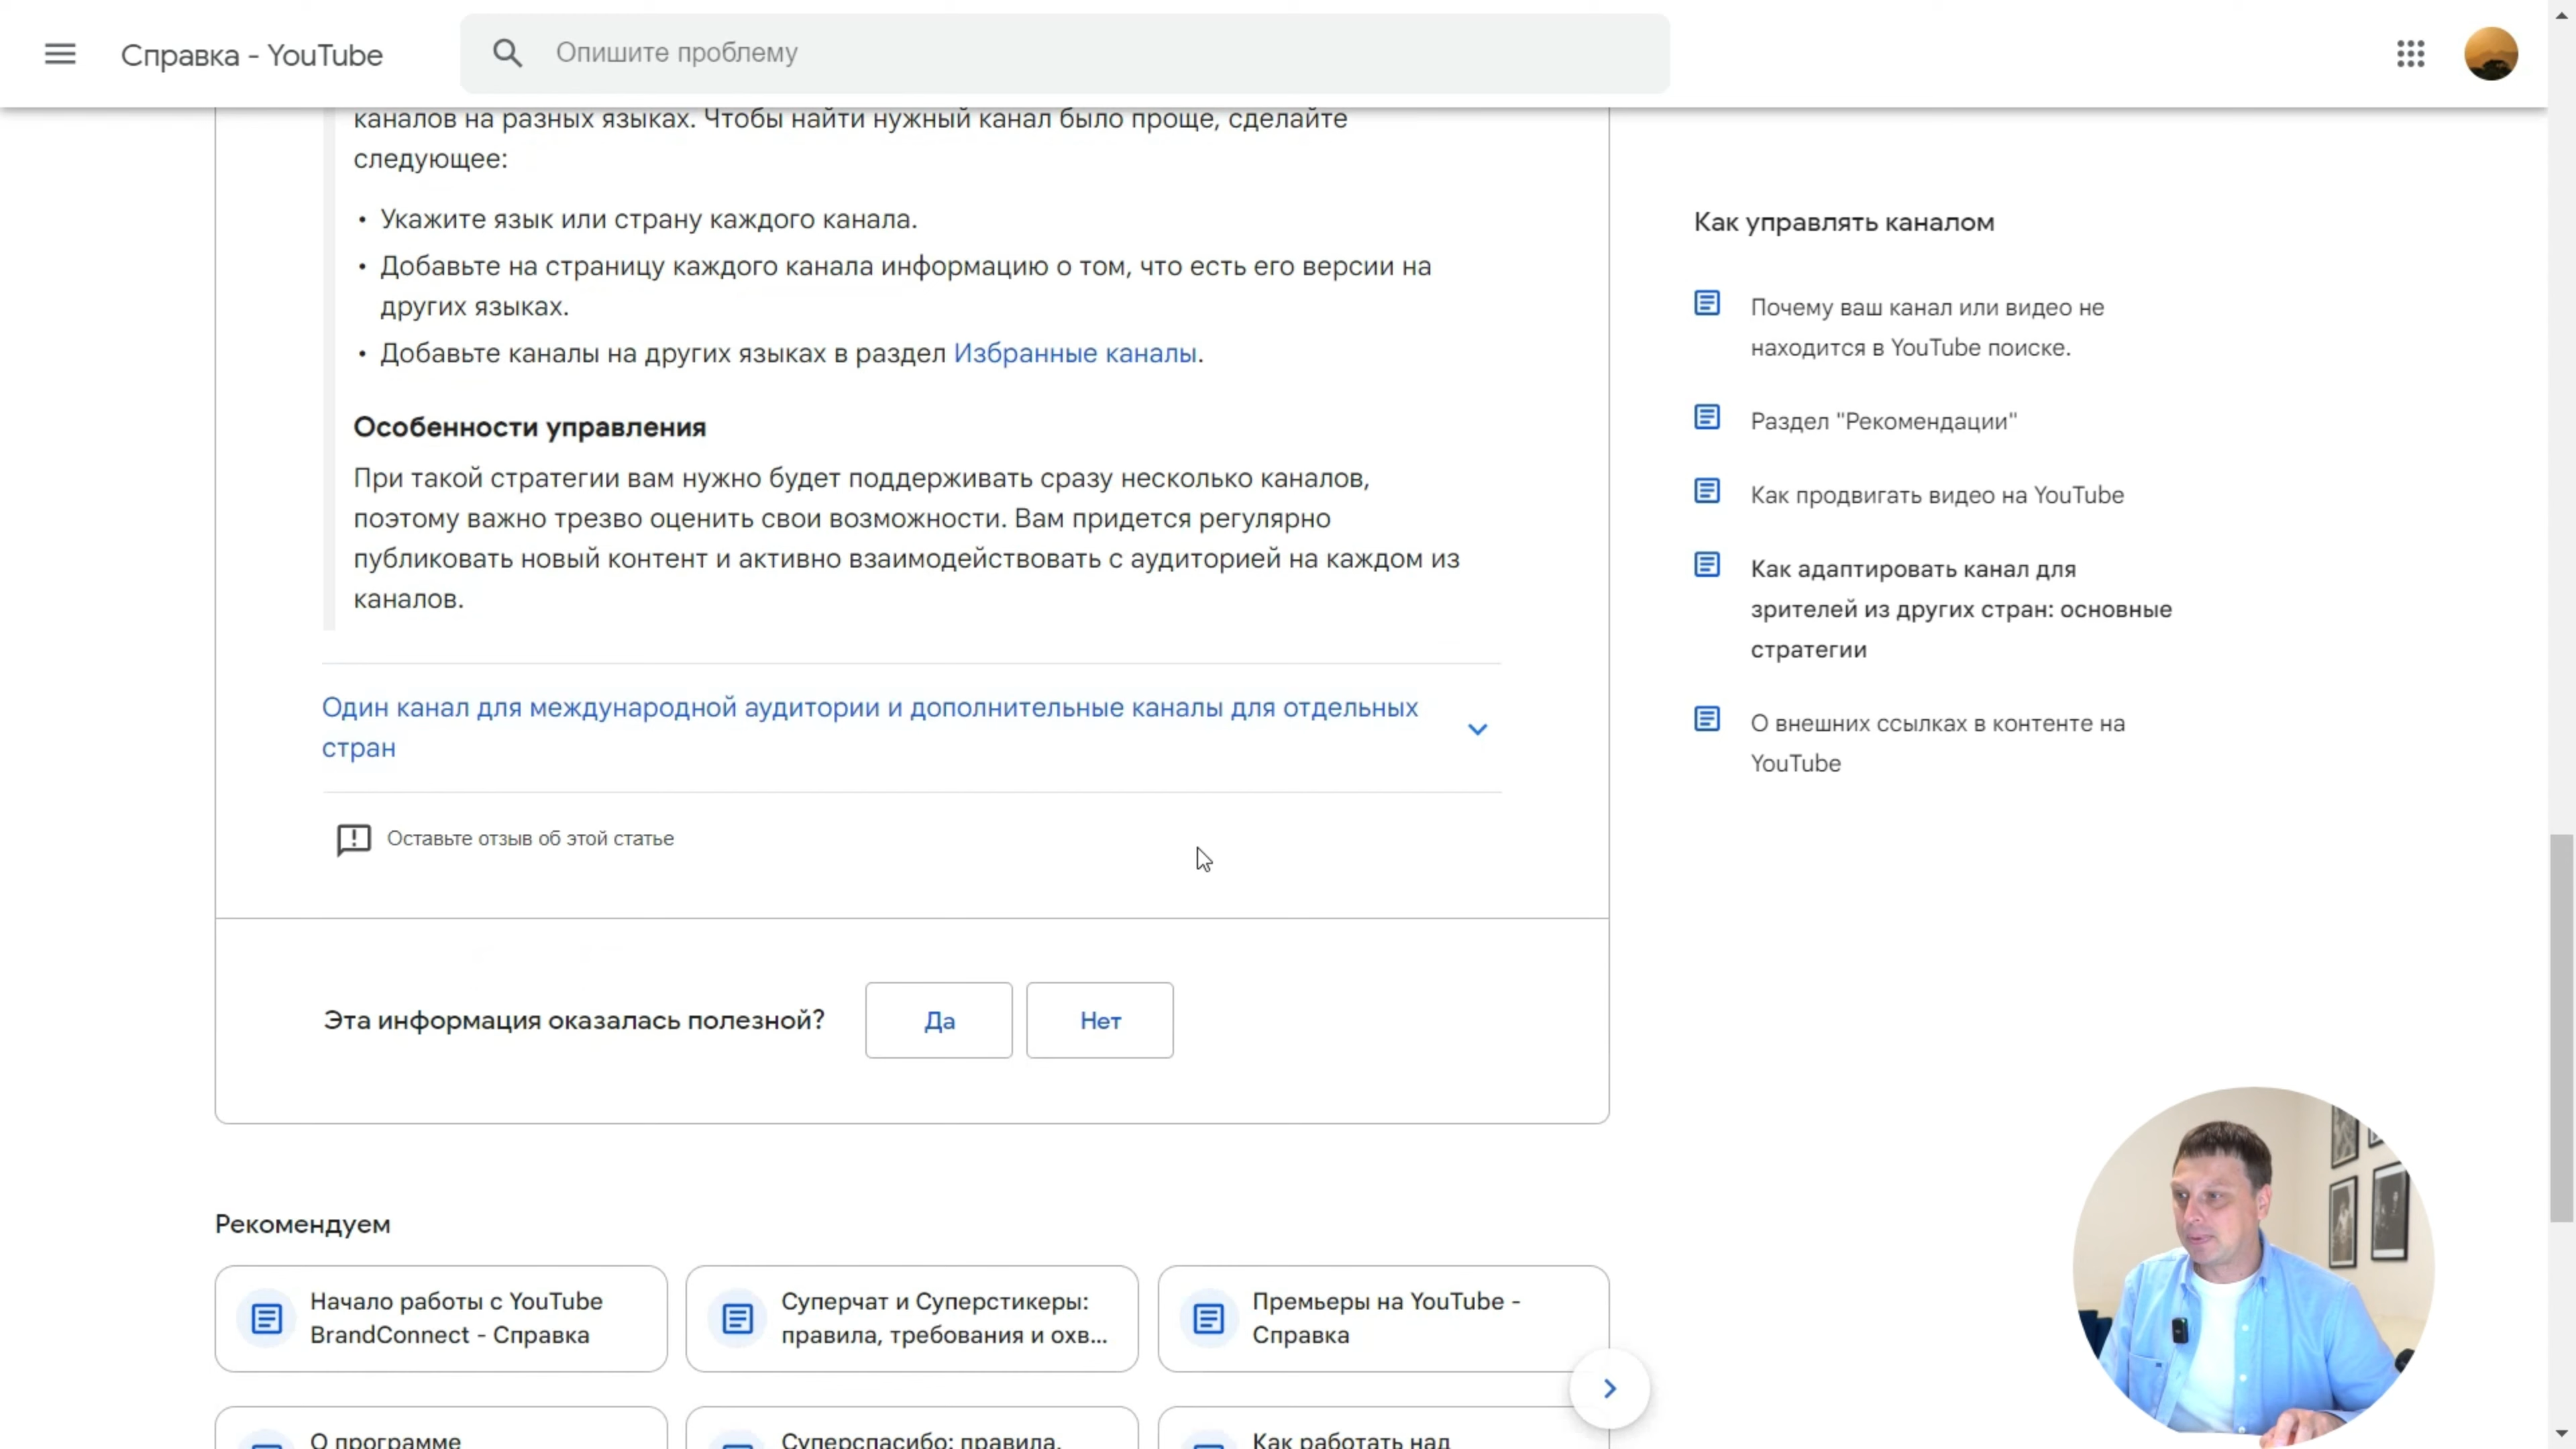 Справка - YouTube
Опишите проблему
каналов на разных языках. Чтобы найти нужный канал было проще, сделайте
следующее:
• Укажите язык или страну каждого канала.
• Добавьте на страницу каждого канала информацию о том, что есть его версии на
других языках.
• Добавьте каналы на других языках в раздел Избранные каналы.
Особенности управления
При такой стратегии вам нужно будет поддерживать сразу несколько каналов,
поэтому важно трезво оценить свои возможности. Вам придется регулярно
публиковать новый контент и активно взаимодействовать с аудиторией на каждом из
каналов.
Один канал для международной аудитории и дополнительные каналы для отдельных
стран
Оставьте отзыв об этой статье
Эта информация оказалась полезной?
Да
Нет
Как управлять каналом
Почему ваш канал или видео не
находится в YouTube поиске.
Раздел "Рекомендации"
Как продвигать видео на YouTube
Как адаптировать канал для
зрителей из других стран: основные
стратегии
О внешних ссылках в контенте на
YouTube
Рекомендуем
Начало работы с YouTube
BrandConnect - Справка
Суперчат и Суперстикеры:
правила, требования и охв...
Премьеры на YouTube -
Справка
О программе
Суперспасибо: правила,
Как работать над